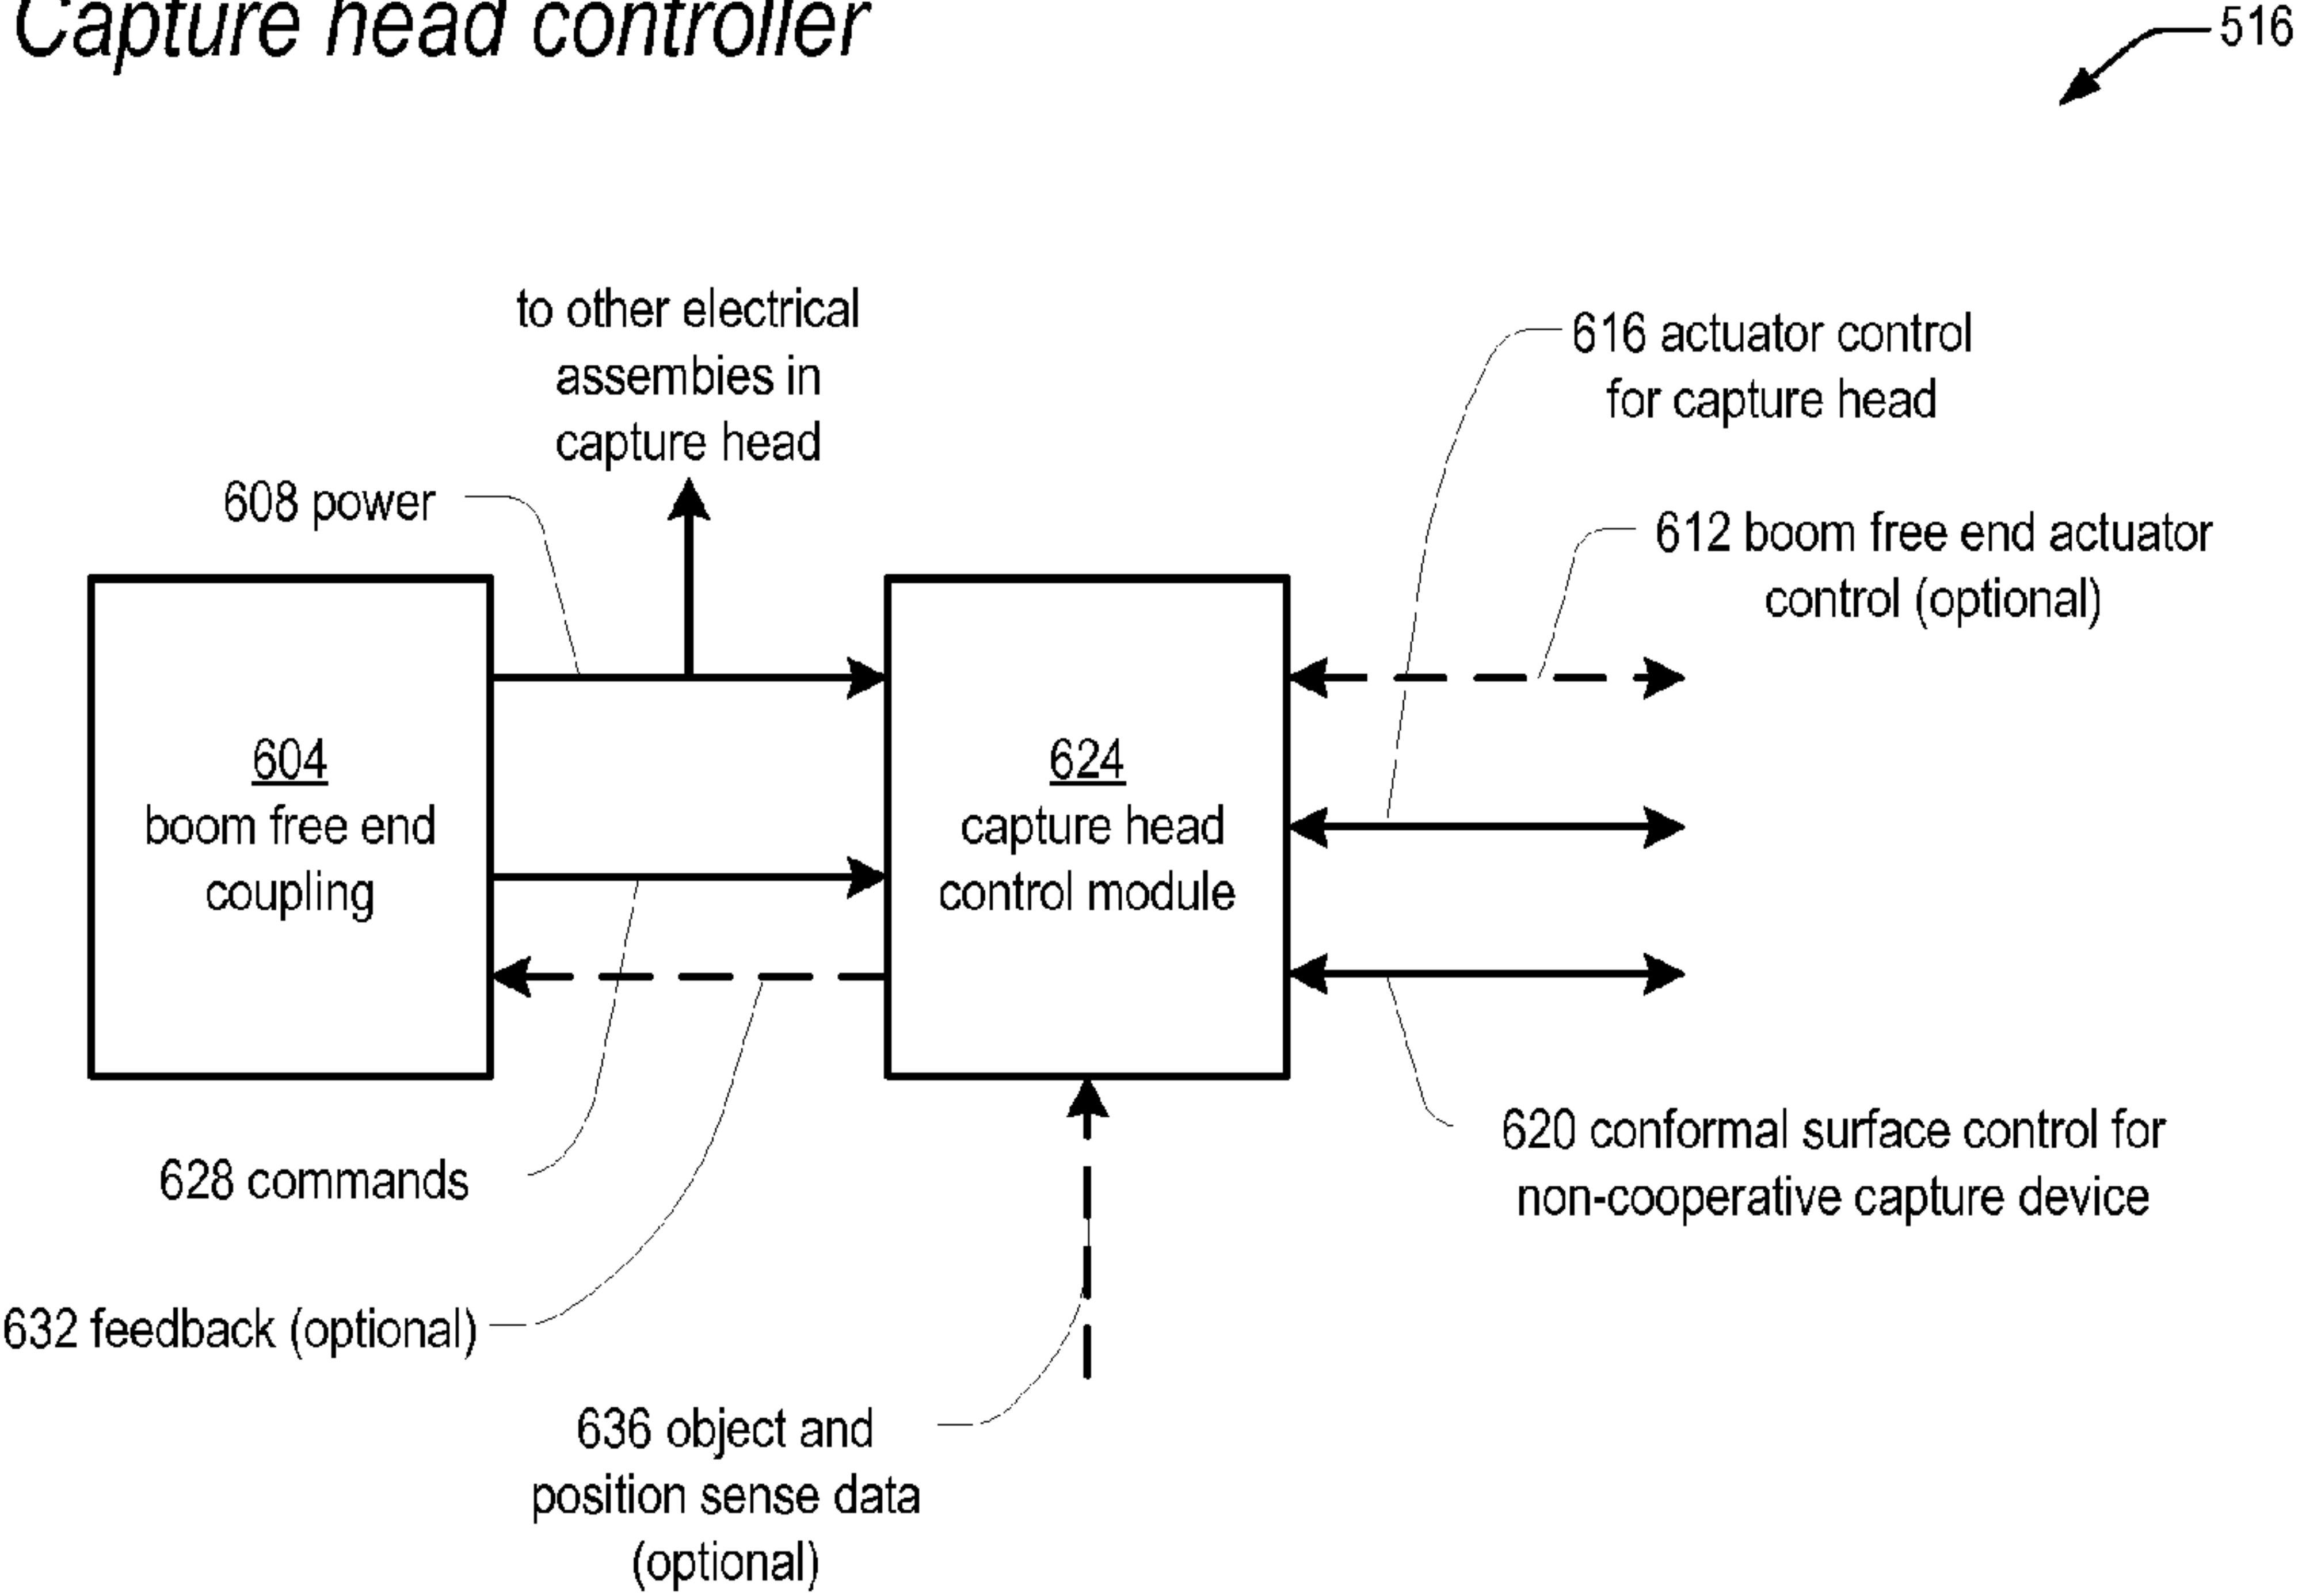 Capture head controller
516
to other electrical
assembies in
capture head
608 power
616 actuator control
for capture head
612 boom free end actuator
control (optional)
604
boom free end
coupling
624
capture head
control module
628 commands
620 conformal surface control for
non-cooperative capture device
632 feedback (optional)
636 object and
position sense data
(optional)